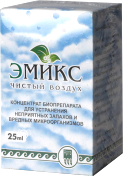 ЭМИКС
ЧИСТЫЙ ВОЗДУХ
КОНЦЕНТРАТ БИОПРЕПАРАТА
ДЛЯ УСТРАНЕНИЯ
НЕПРИЯТНЫХ ЗАПАХОВ И
ВРЕДНЫХ МИКРООРГАНИЗМОВ
25ml